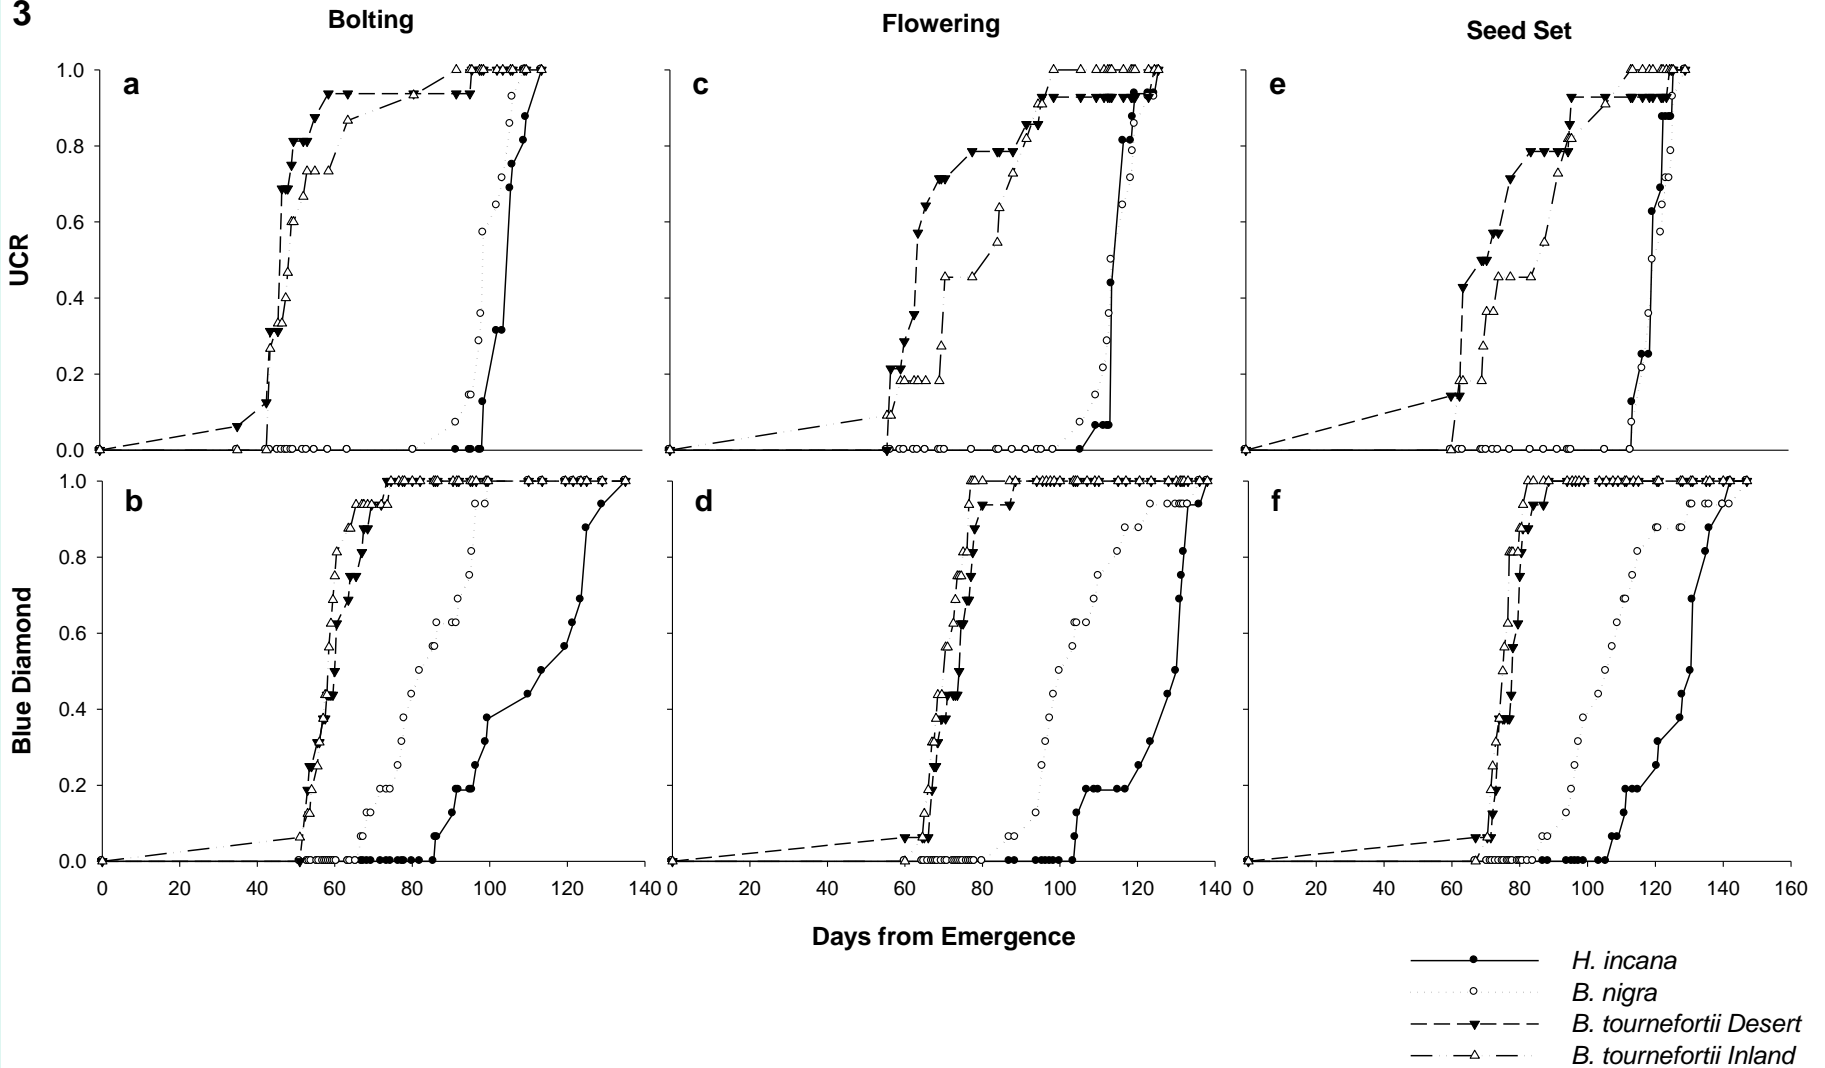 3
Bolting
Flowering
Seed Set
UCR
1.0
0.8
0.6
0.4
0.2
0.0
a
c
e
Blue Diamond
1.0
0.8
0.6
0.4
0.2
0.0
b
d
f
0 20 40 60 80 100 120 140
0 20 40 60 80 100 120 140
0 20 40 60 80 100 120 140 160
Days from Emergence
H. incana
B. nigra
B. tournefortii Desert
B. tournefortii Inland